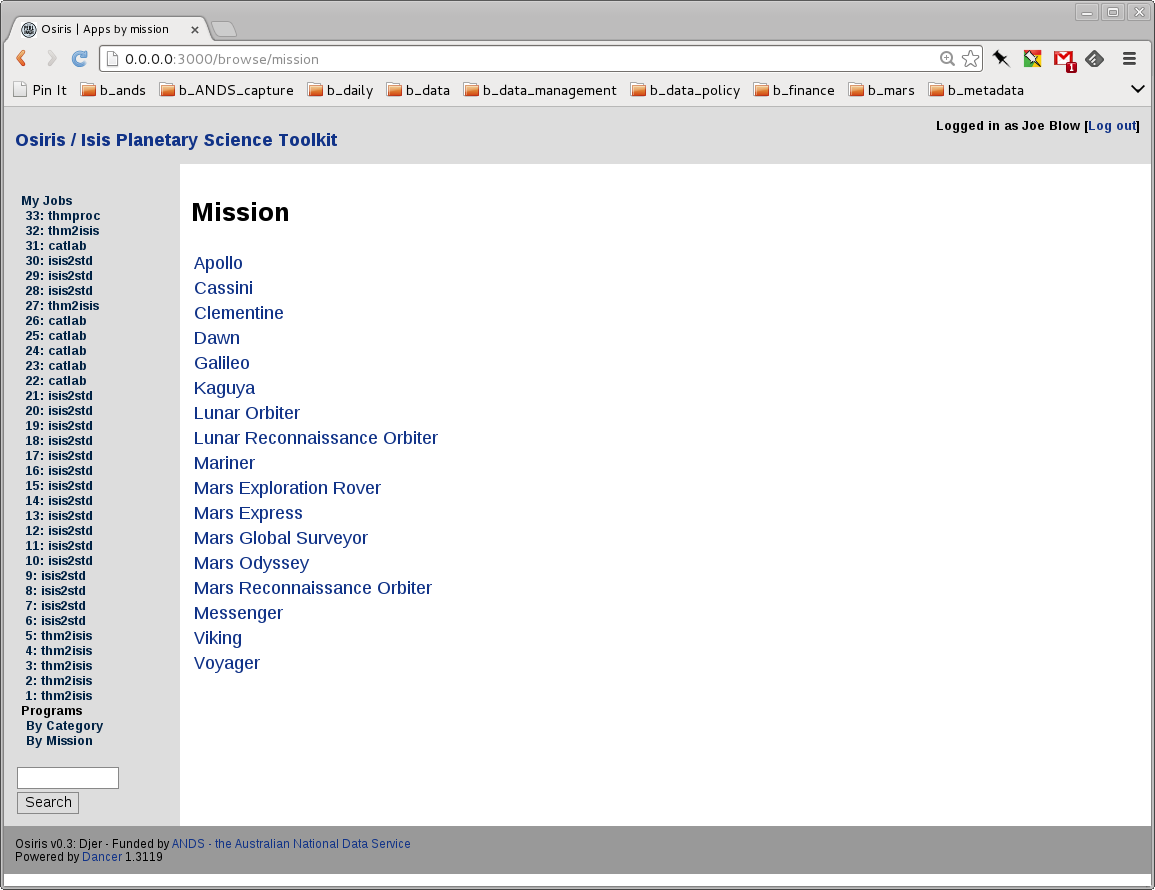 Osiris | Apps by mission
0.0.0.0:3000/browse/mission
1
Pin It b_ands b_ANDS_capture b_daily b_data b_data_management b_data_policy b_finance b_mars b_metadata
Osiris / Isis Planetary Science Toolkit
Logged in as Joe Blow [Log out]
My Jobs
33: thmproc
32: thm2isis
31: catlab
30: isis2std
29: isis2std
28: isis2std
27: thm2isis
26: catlab
25: catlab
24: catlab
23: catlab
22: catlab
21: isis2std
20: isis2std
19: isis2std
18: isis2std
17: isis2std
16: isis2std
15: isis2std
14: isis2std
13: isis2std
12: isis2std
11: isis2std
10: isis2std
9: isis2std
8: isis2std
7: isis2std
6: isis2std
5: thm2isis
4: thm2isis
3: thm2isis
2: thm2isis
1: thm2isis
Programs
By Category
By Mission
Search
Mission
Apollo
Cassini
Clementine
Dawn
Galileo
Kaguya
Lunar Orbiter
Lunar Reconnaissance Orbiter
Mariner
Mars Exploration Rover
Mars Express
Mars Global Surveyor
Mars Odyssey
Mars Reconnaissance Orbiter
Messenger
Viking
Voyager
Osiris v0.3: Djer - Funded by ANDS - the Australian National Data Service
Powered by Dancer 1.3119